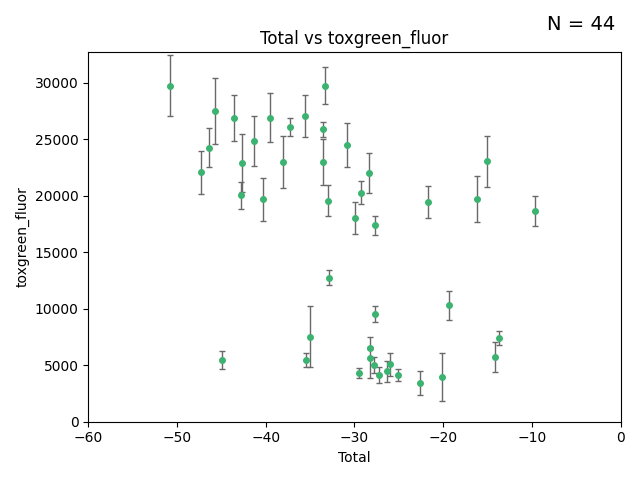 N = 44
Total vs toxgreen_fluor
30000
25000
20000
15000
10000
5000
0
toxgreen_fluor
−60 −50 −40 −30 −20 −10 0
Total